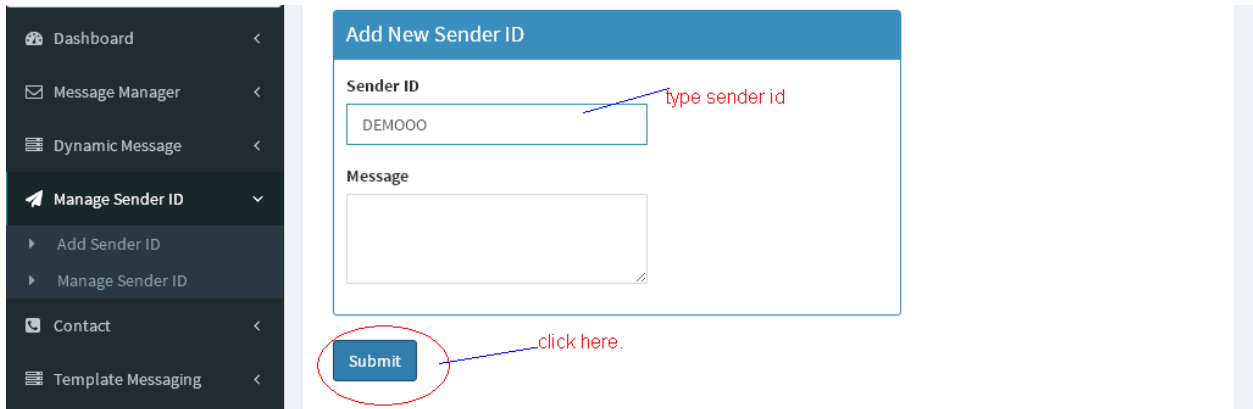 Dashboard
Message Manager
Dynamic Message
Manage Sender ID
Add Sender ID
Manage Sender ID
Contact
Template Messaging
Add New Sender ID
Sender ID
type sender id
DEMOOO
Message
click here.
Submit